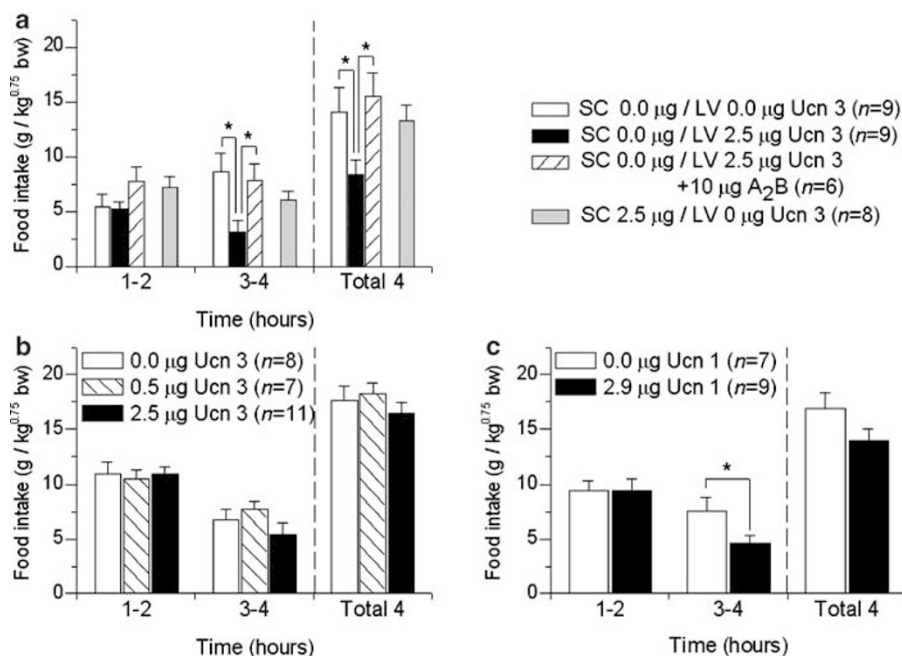 a
Food intake (g / kg0.75 bw)
20
15
10
5
0
* * * *
1-2 3-4 Total 4
Time (hours)
SC 0.0 µg / LV 0.0 µg Ucn 3 (n=9)
SC 0.0 µg / LV 2.5 µg Ucn 3 (n=9)
SC 0.0 µg / LV 2.5 µg Ucn 3
+10 µg A2B (n=6)
SC 2.5 µg / LV 0 µg Ucn 3 (n=8)
b
Food intake (g / kg0.75 bw)
20
15
10
5
0
0.0 µg Ucn 3 (n=8)
0.5 µg Ucn 3 (n=7)
2.5 µg Ucn 3 (n=11)
1-2 3-4 Total 4
Time (hours)
c
Food intake (g / kg0.75 bw)
20
15
10
5
0
0.0 µg Ucn 1 (n=7)
2.9 µg Ucn 1 (n=9)
*
1-2 3-4 Total 4
Time (hours)